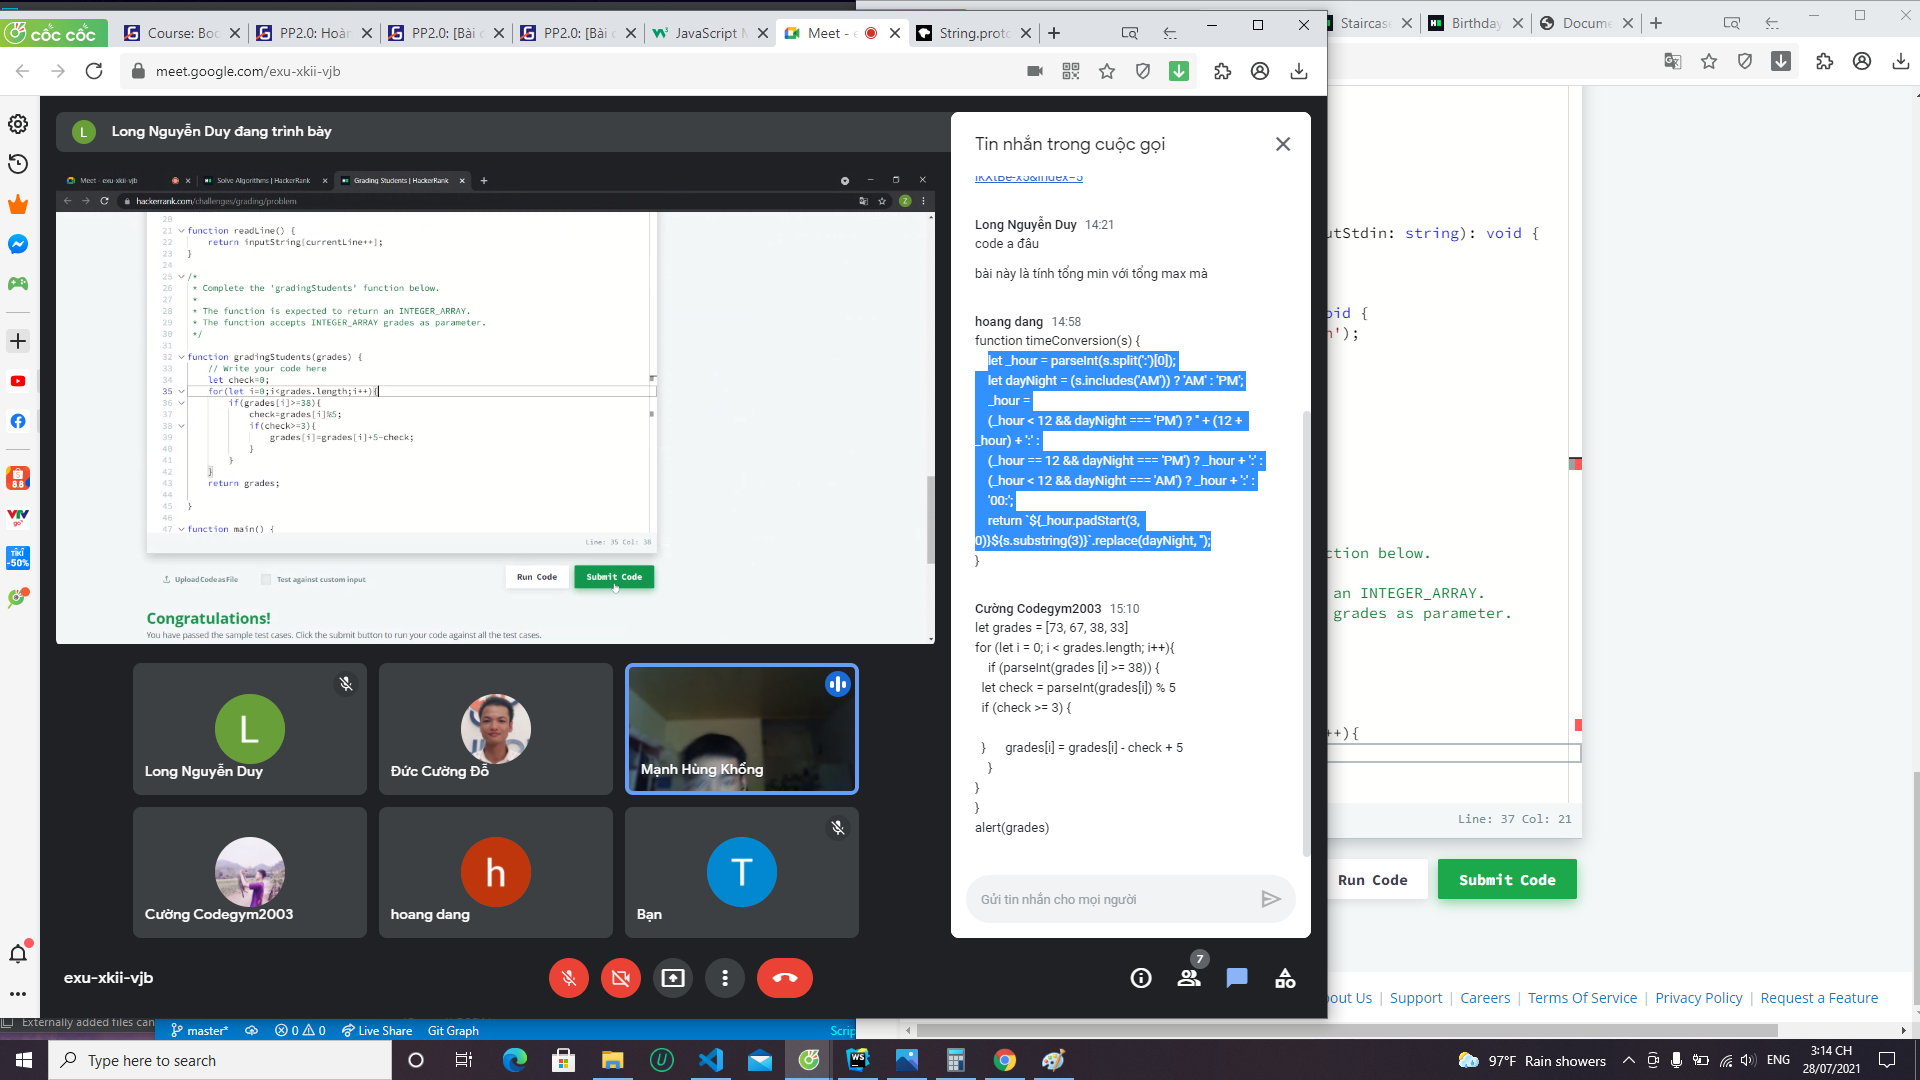 cốc cốc
Course: Boo
PP2.0: Hoàn
PP2.0: [Bài
PP2.0: [Bài
JavaScript
Meet -
String.proto
Staircas
Birthday
Docume
meet.google.com/exu-xkii-vjb
L Long Nguyễn Duy đang trình bày
Meet - exu-xkii-vjb
Solve Algorithms | HackerRank
Grading Students | HackerRank
hackerrank.com/challenges/grading/problem
20
21 function readLine() {
22 return inputString[currentLine++];
23 }
24
25 /*
26 * Complete the 'gradingStudents' function below.
27 *
28 * The function is expected to return an INTEGER_ARRAY.
29 * The function accepts INTEGER_ARRAY grades as parameter.
30 */
31
32 function gradingStudents(grades) {
33 // Write your code here
34 let check=0;
35 for(let i=0;i<grades.length;i++){
36 if(grades[i]>=38){
37 check=grades[i]%5;
38 if(check>=3){
39 grades[i]=grades[i]+5-check;
40 }
41 }
42 }
43 return grades;
44
45 }
46
47 function main() {
Line: 35 Col: 38
Upload Code as File
Test against custom input
Run Code
Submit Code
Congratulations!
You have passed the sample test cases. Click the submit button to run your code against all the test cases.
L
Long Nguyễn Duy
Đức Cường Đỗ
Mạnh Hùng Khổng
Cường Codegym2003
h
hoang dang
T
Bạn
exu-xkii-vjb
7
Tin nhắn trong cuộc gọi
Long Nguyễn Duy 14:21
code a đâu
bài này là tính tổng min với tổng max mà
hoang dang 14:58
function timeConversion(s) {
let _hour = parseInt(s.split(':')[0]);
let dayNight = (s.includes('AM')) ? 'AM' : 'PM';
_hour =
(_hour < 12 && dayNight === 'PM') ? '' + (12 +
_hour) + ':' :
(_hour == 12 && dayNight === 'PM') ? _hour + ':' :
(_hour < 12 && dayNight === 'AM') ? _hour + ':' :
'00:';
return `${_hour.padStart(3,
0)}${s.substring(3)}`.replace(dayNight, '');
}
Cường Codegym2003 15:10
let grades = [73, 67, 38, 33]
for (let i = 0; i < grades.length; i++){
if (parseInt(grades [i] >= 38)) {
let check = parseInt(grades[i]) % 5
if (check >= 3) {
} grades[i] = grades[i] - check + 5
}
}
}
alert(grades)
Gửi tin nhắn cho mọi người
utStdin: string): void {
oid {
n');
ction below.
an INTEGER_ARRAY.
grades as parameter.
++){
Line: 37 Col: 21
Run Code
Submit Code
out Us | Support | Careers | Terms Of Service | Privacy Policy | Request a Feature
8.8
VTV
go
TIKI
-50%
Externally added files can
master*
0 0
Live Share
Git Graph
Scrip
Type here to search
U
WS
97°F Rain showers
ENG
3:14 CH
28/07/2021